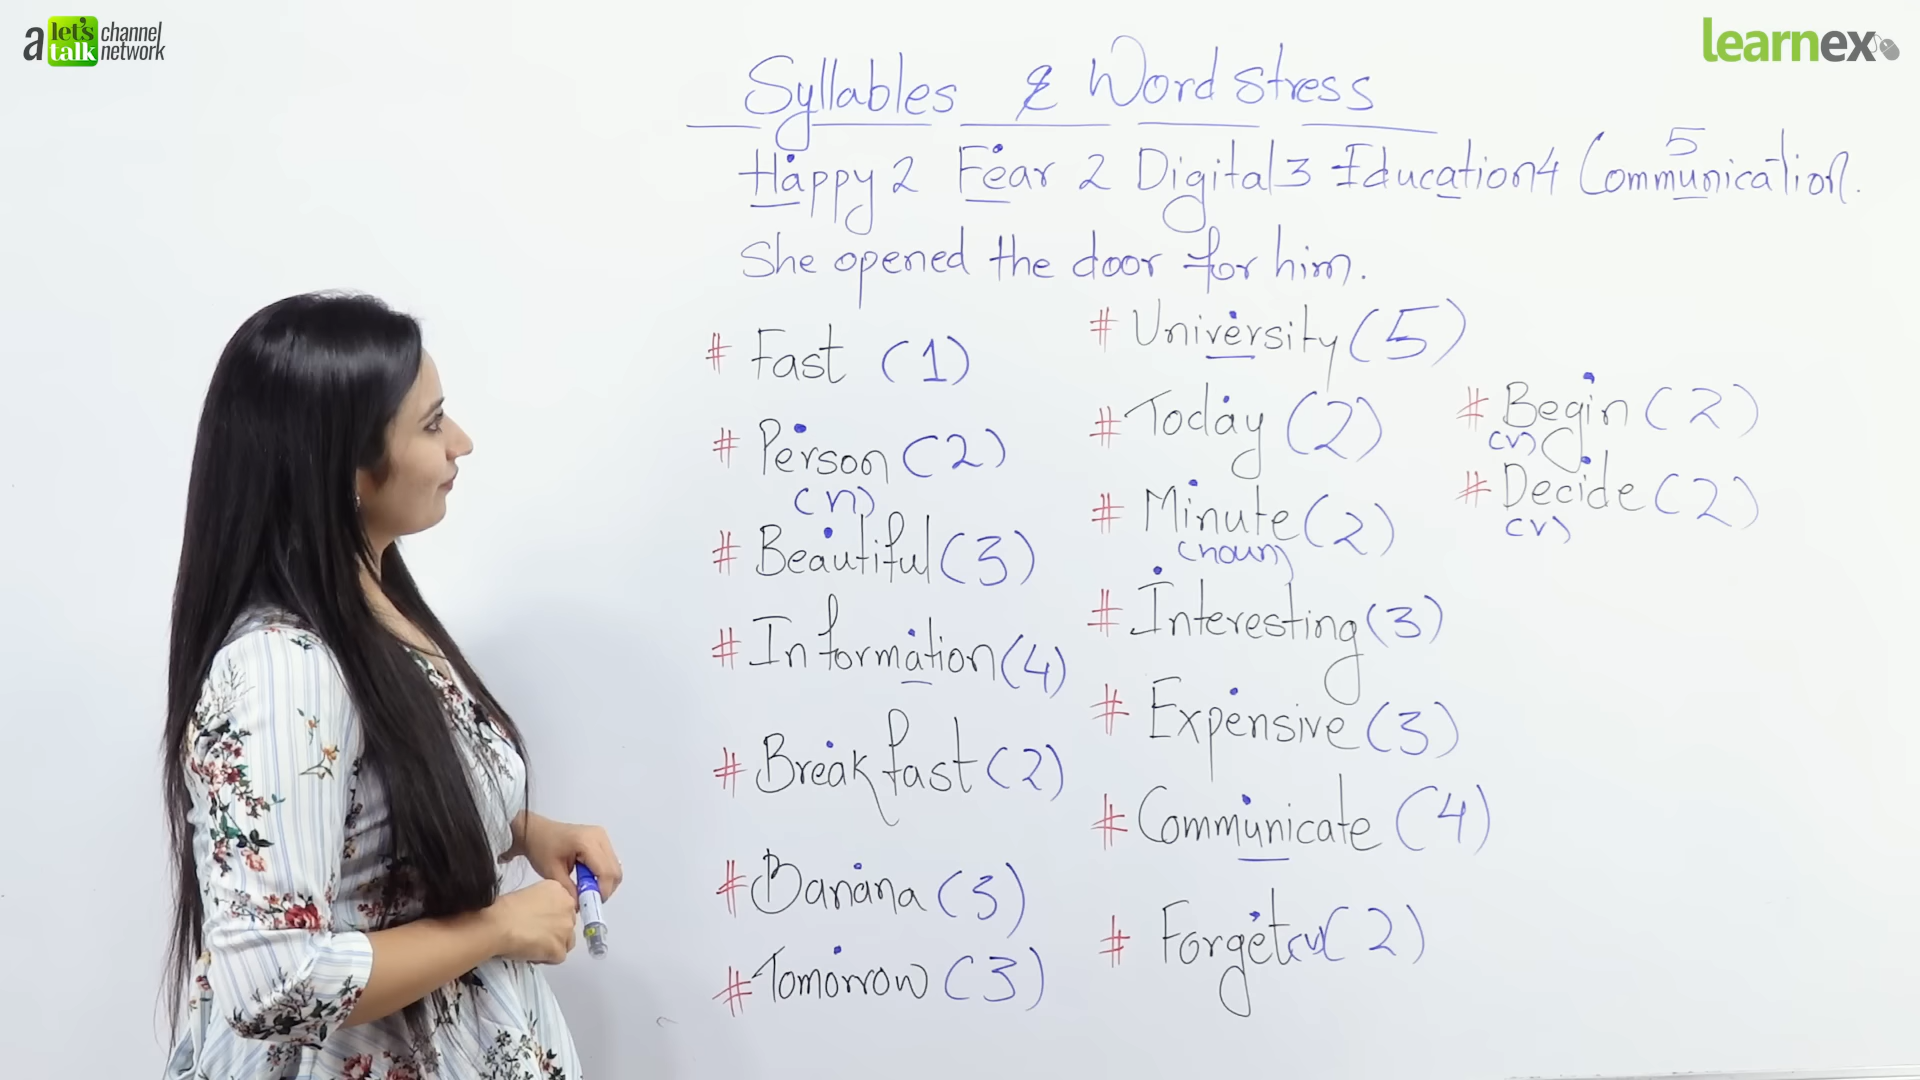 a let's talk channel network
learnex
Syllables & Word stress
Happy 2 Fear 2 Digital 3 Education 4 Communication. 5
She opened the door for him.
# Fast (1)
# Person (2)
(n)
# Beautiful (3)
# Information (4)
# Breakfast (2)
# Banana (3)
# Tomorrow (3)
# University (5)
# Today (2)
# Minute (2)
(noun)
# Interesting (3)
# Expensive (3)
# Communicate (4)
# Forget (v) (2)
# Begin (2)
(v)
# Decide (2)
(v)